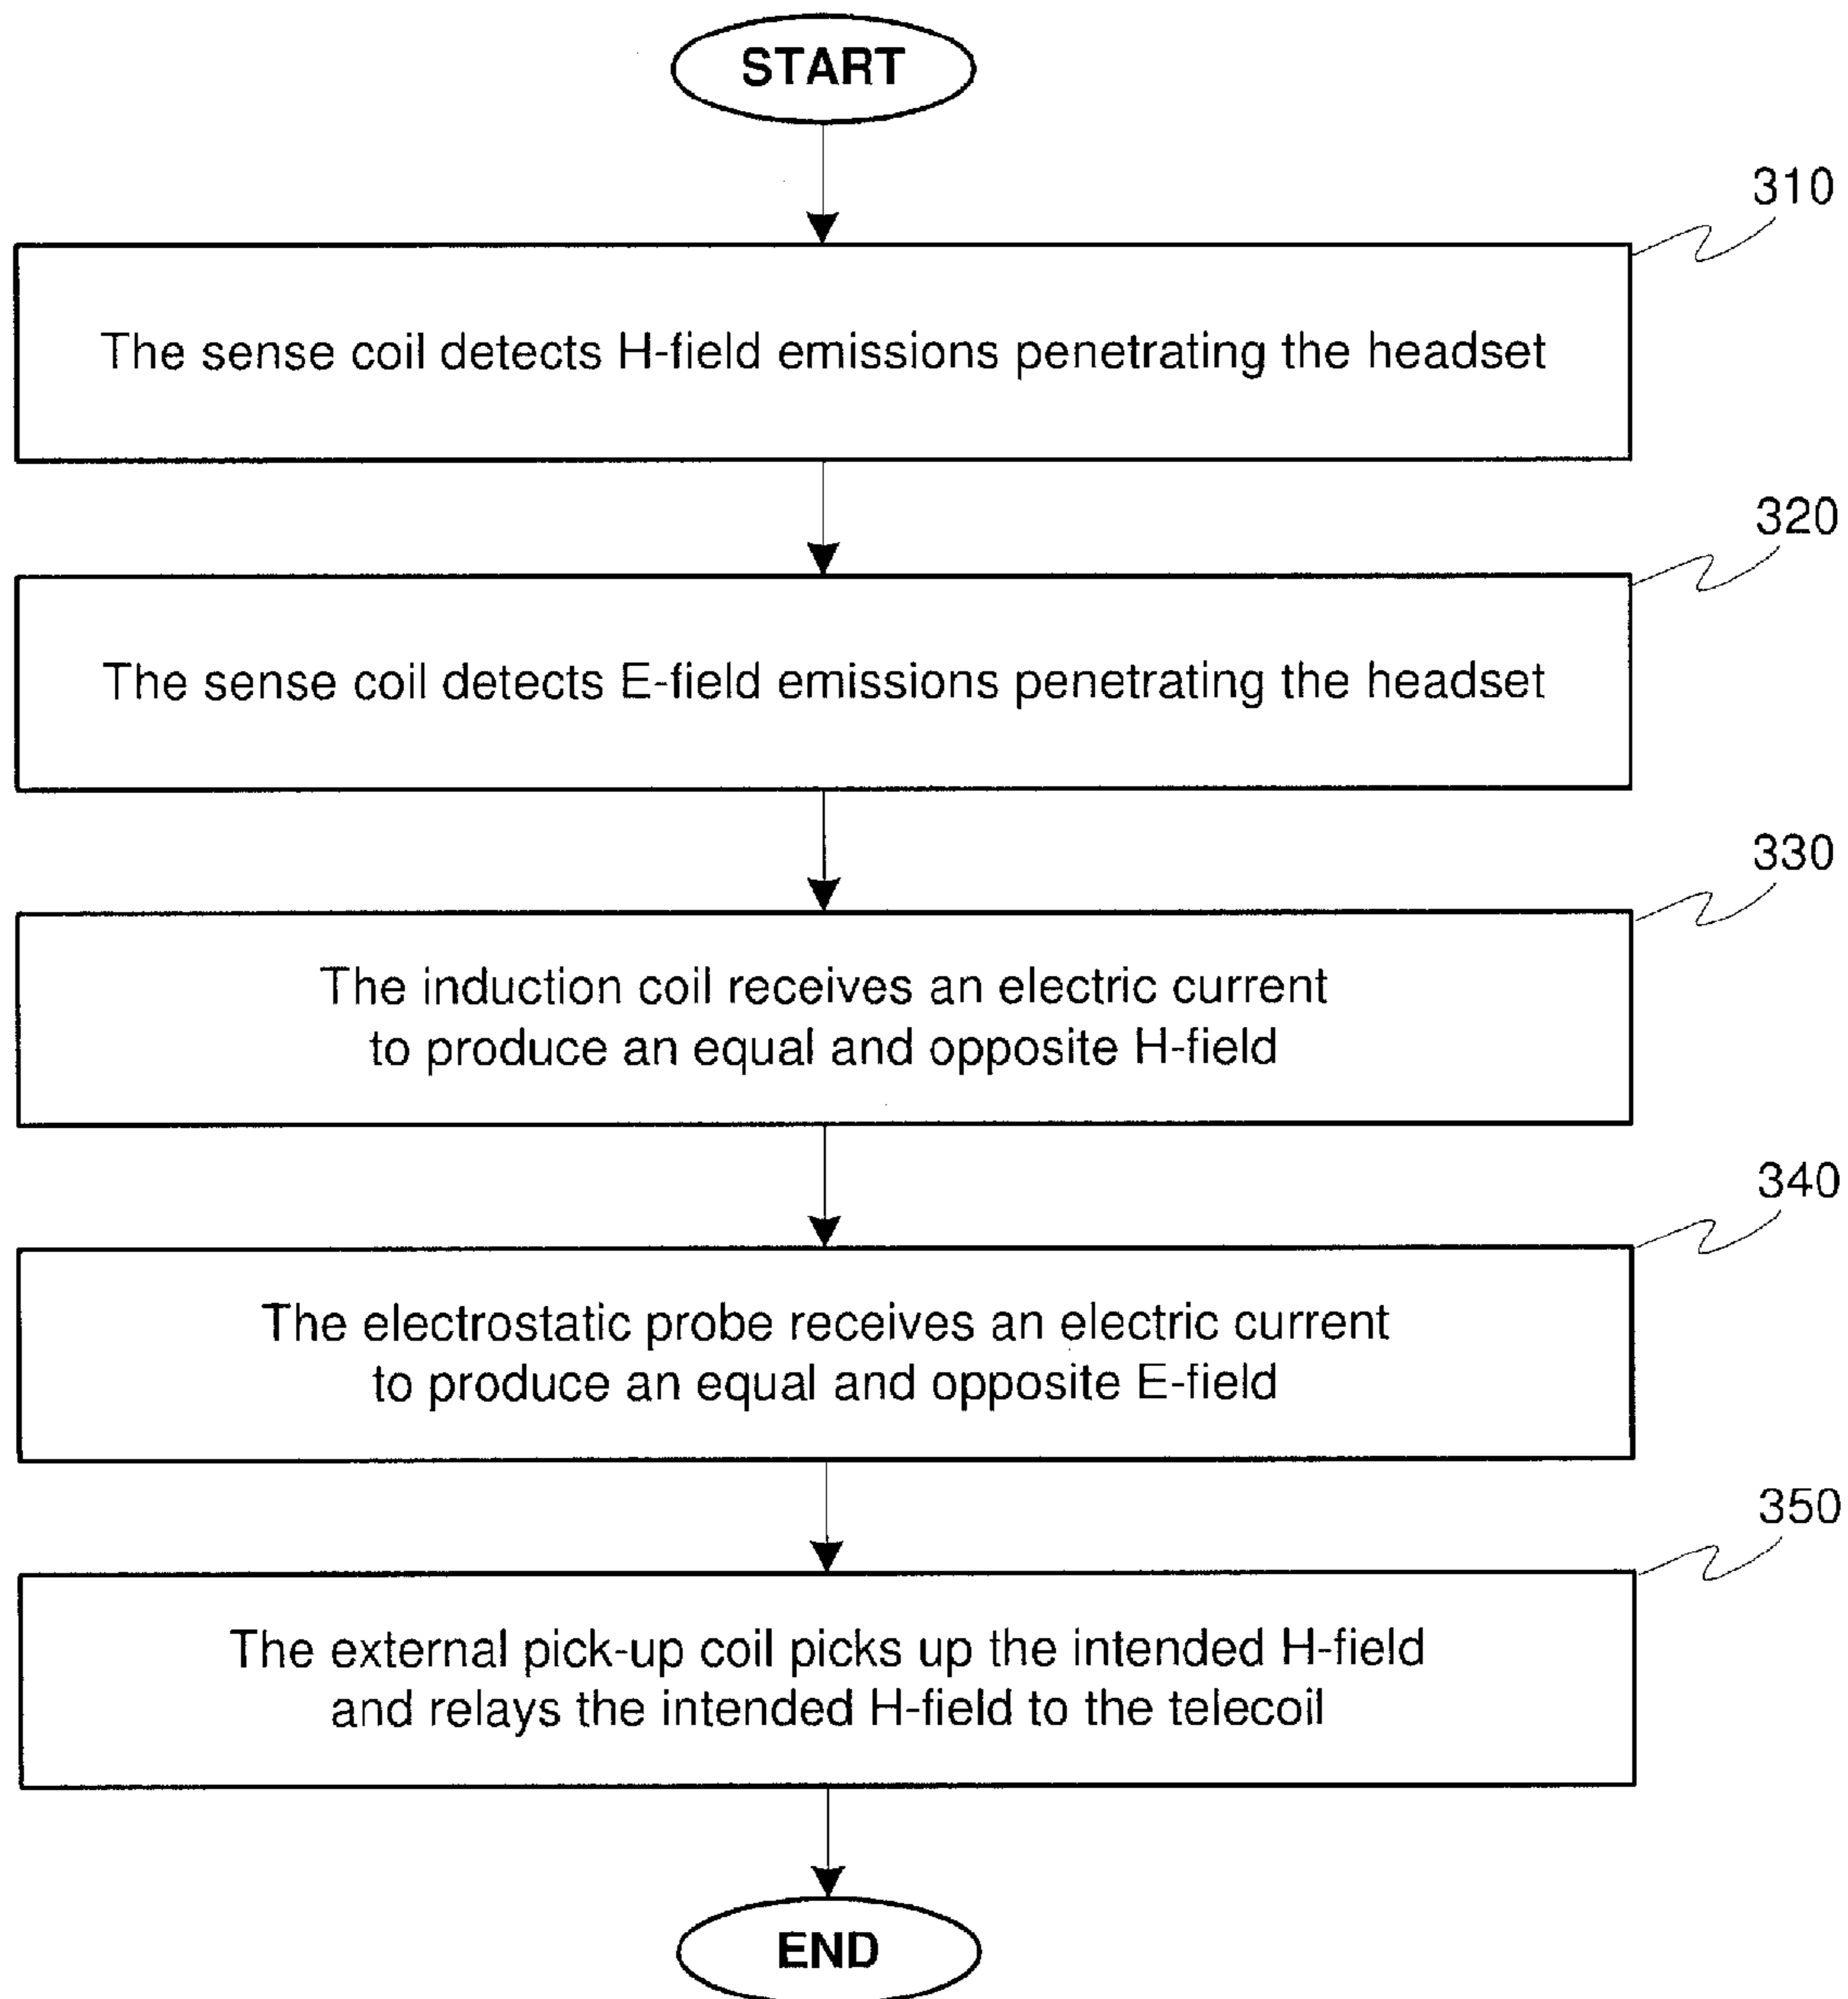 START
310
The sense coil detects H-field emissions penetrating the headset
320
The sense coil detects E-field emissions penetrating the headset
330
The induction coil receives an electric current
to produce an equal and opposite H-field
340
The electrostatic probe receives an electric current
to produce an equal and opposite E-field
350
The external pick-up coil picks up the intended H-field
and relays the intended H-field to the telecoil
END